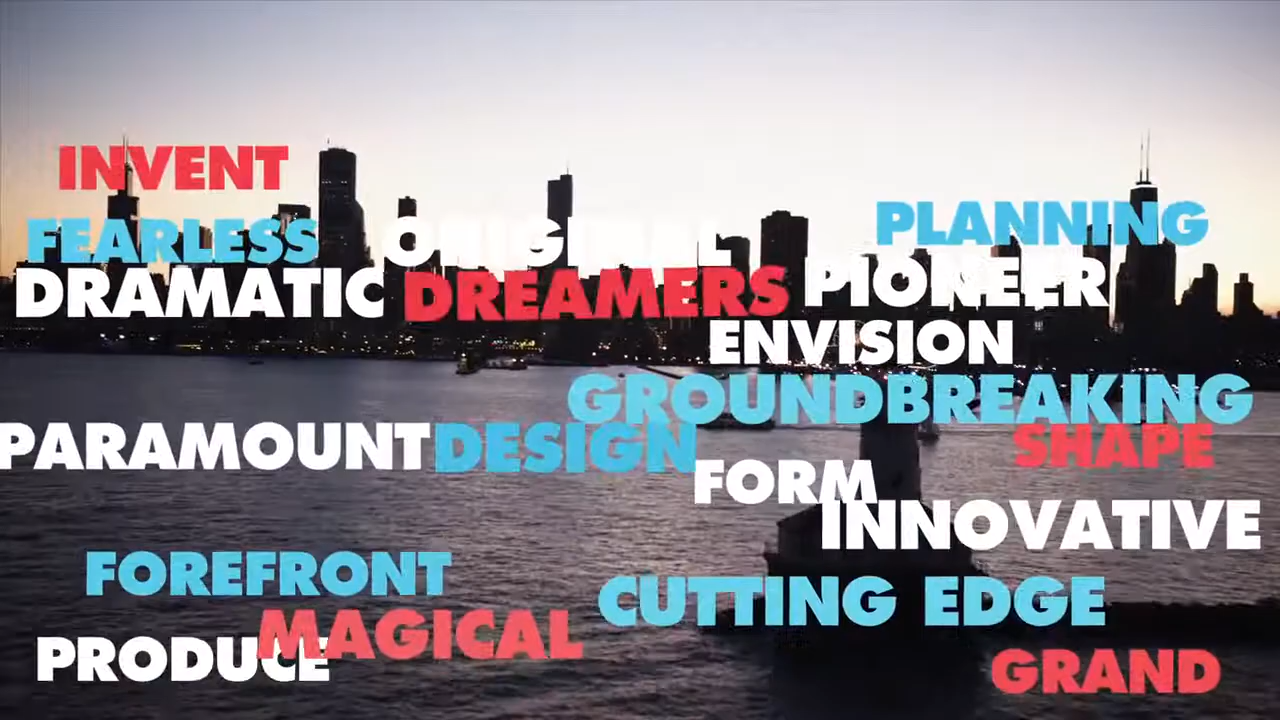 INVENT
FEARLESS
ORIGINAL
PLANNING
DRAMATIC
DREAMERS
PIONEER
ENVISION
GROUNDBREAKING
PARAMOUNT
DESIGN
SHAPE
FORM
INNOVATIVE
FOREFRONT
CUTTING EDGE
MAGICAL
PRODUCE
GRAND